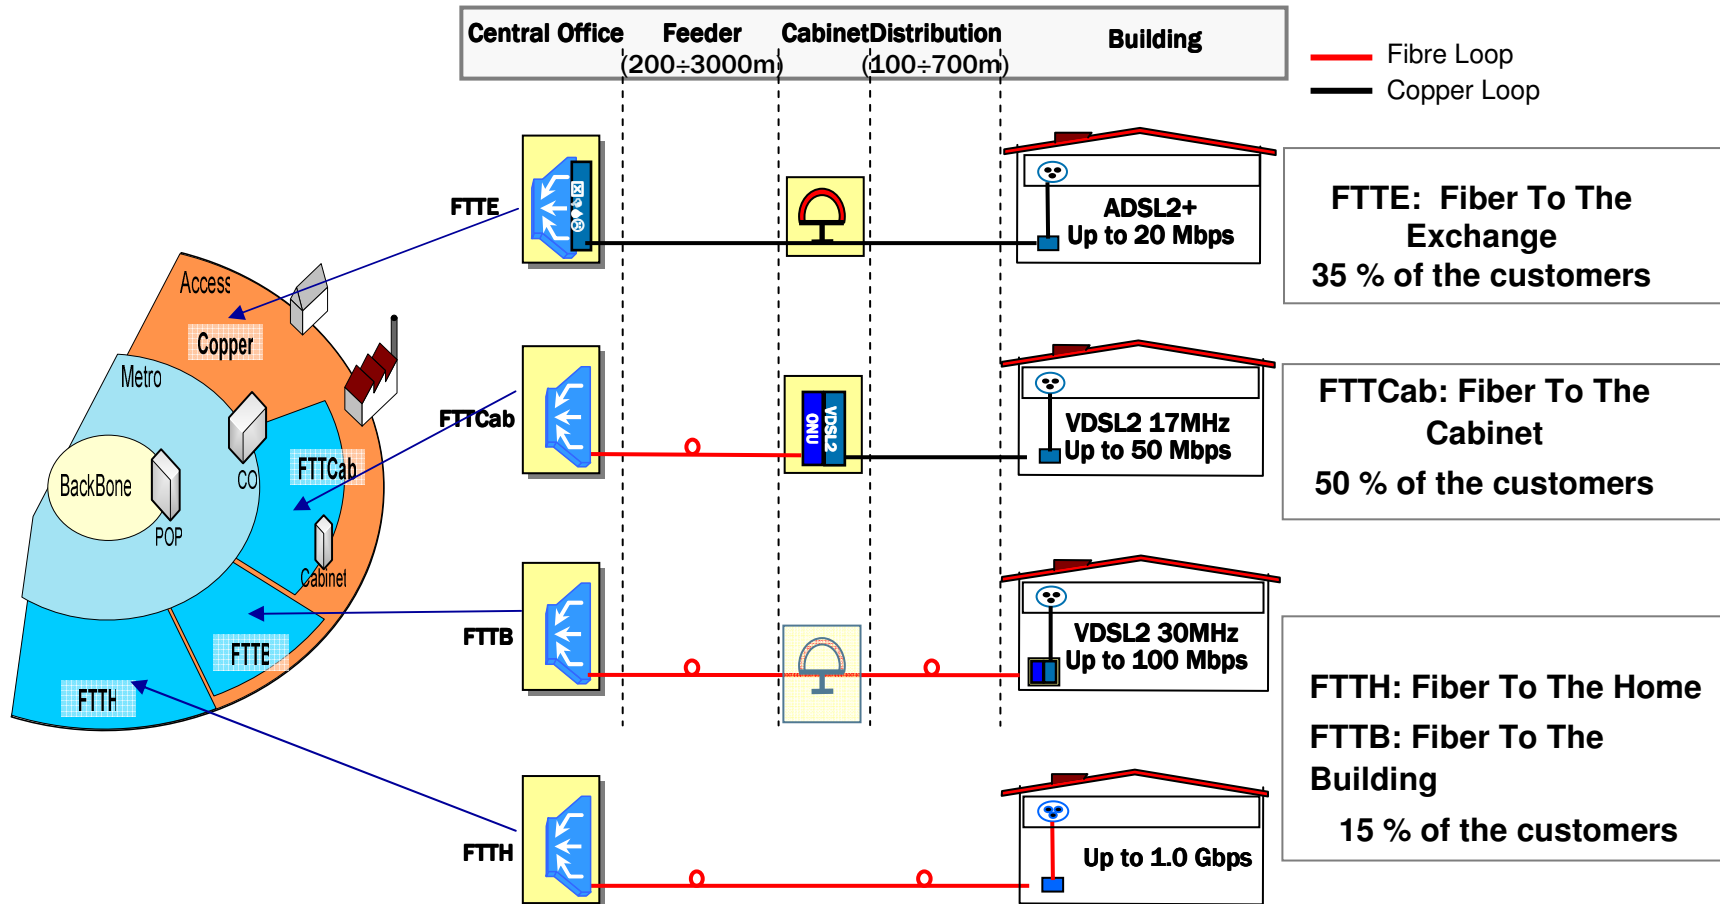 Central Office
Feeder
Cabinet
Distribution
Building
(200÷3000m)
(100÷700m)
Fibre Loop
Copper Loop
FTTE
ADSL2+
Up to 20 Mbps
FTTE: Fiber To The
Exchange
35 % of the customers
Access
Copper
Metro
FTTCab
BackBone
CO
POP
Cabinet
FTTB
FTTH
FTTCab
VDSL2
ONU
VDSL2 17MHz
Up to 50 Mbps
FTTCab: Fiber To The
Cabinet
50 % of the customers
FTTB
VDSL2 30MHz
Up to 100 Mbps
FTTH
Up to 1.0 Gbps
FTTH: Fiber To The Home
FTTB: Fiber To The
Building
15 % of the customers